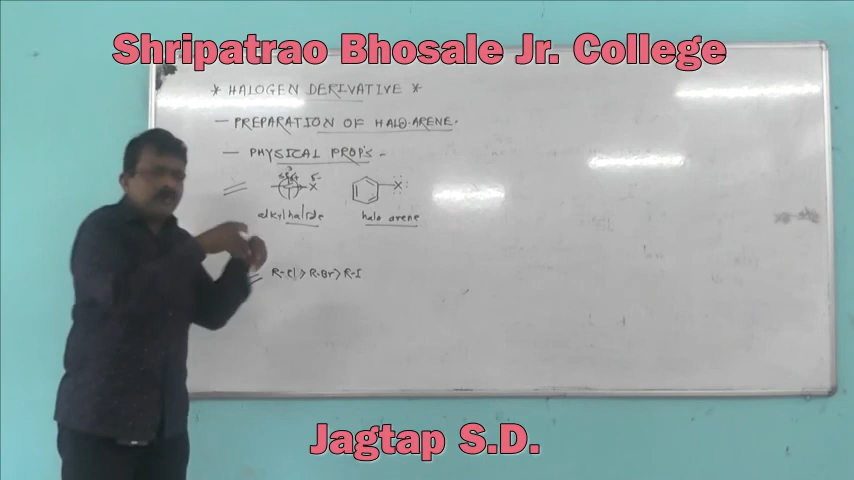 Shripatrao Bhosale Jr. College
* HALOGEN DERIVATIVE *
- PREPARATION OF HALO-ARENE.
- PHYSICAL PROP'S -
X X
alkyl halide halo arene
R-Cl > R-Br > R-I
Jagtap S.D.